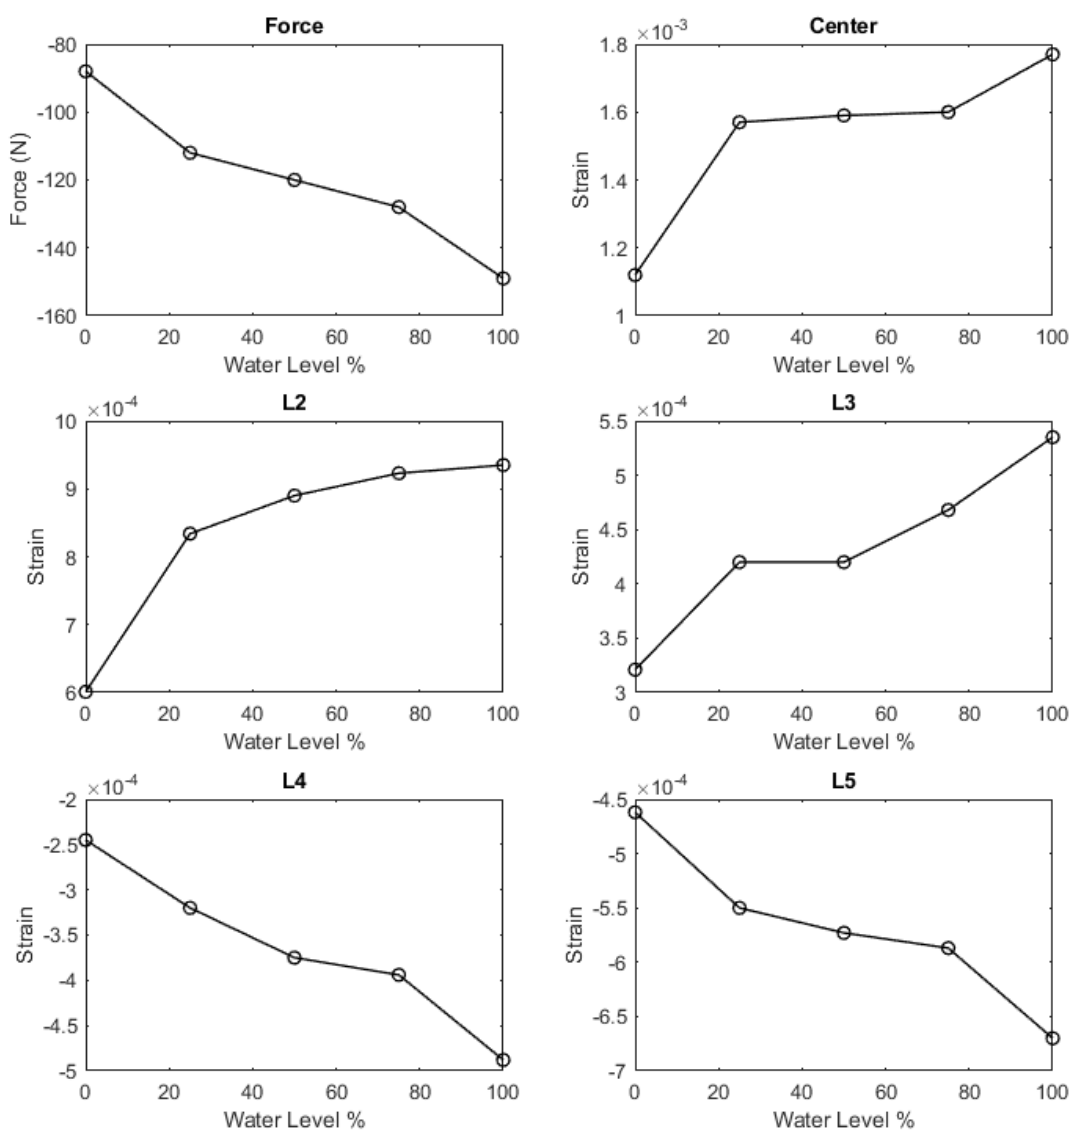 Force
-80
-100
-120
-140
-160
Force (N)
0 20 40 60 80 100
Water Level %
Center
×10-3
1.8
1.6
1.4
1.2
1
Strain
0 20 40 60 80 100
Water Level %
L2
×10-4
10
9
8
7
6
Strain
0 20 40 60 80 100
Water Level %
L3
×10-4
5.5
5
4.5
4
3.5
3
Strain
0 20 40 60 80 100
Water Level %
L4
×10-4
-2
-2.5
-3
-3.5
-4
-4.5
-5
Strain
0 20 40 60 80 100
Water Level %
L5
×10-4
-4.5
-5
-5.5
-6
-6.5
-7
Strain
0 20 40 60 80 100
Water Level %